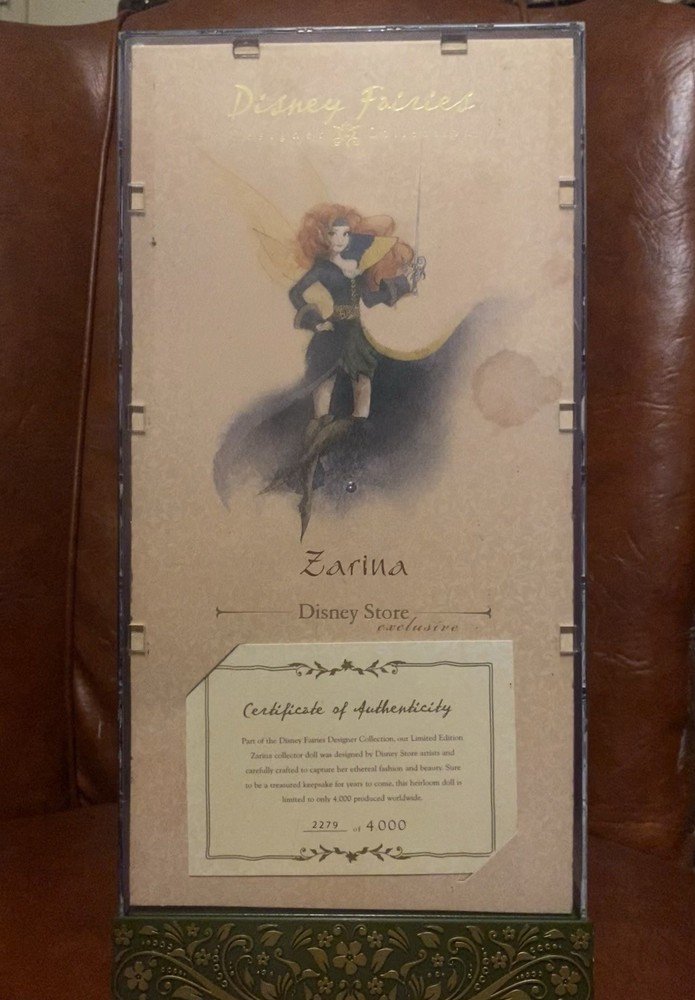 Disney Fairies
Designer Collection
Zarina
Disney Store
exclusive
Certificate of Authenticity
Part of the Disney Fairies Designer Collection, our Limited Edition
Zarina collector doll was designed by Disney Store artists and
carefully crafted to capture her ethereal fashion and beauty. Sure
to be a treasured keepsake for years to come, this heirloom doll is
limited to only 4,000 produced worldwide.
2279 of 4000